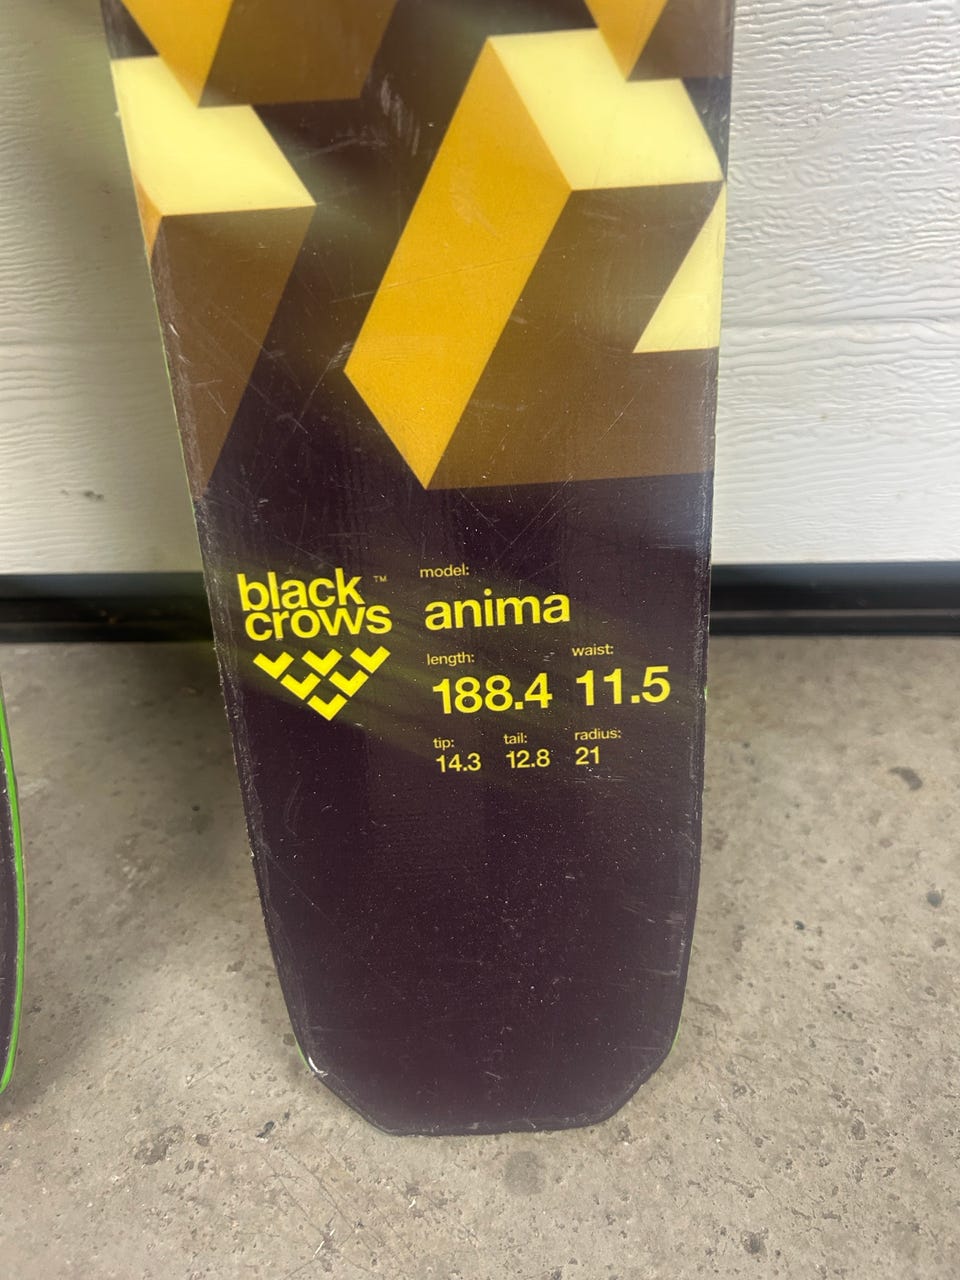 black
crows™
model:
anima
length: waist:
188.4 11.5
tip: tail: radius:
14.3 12.8 21